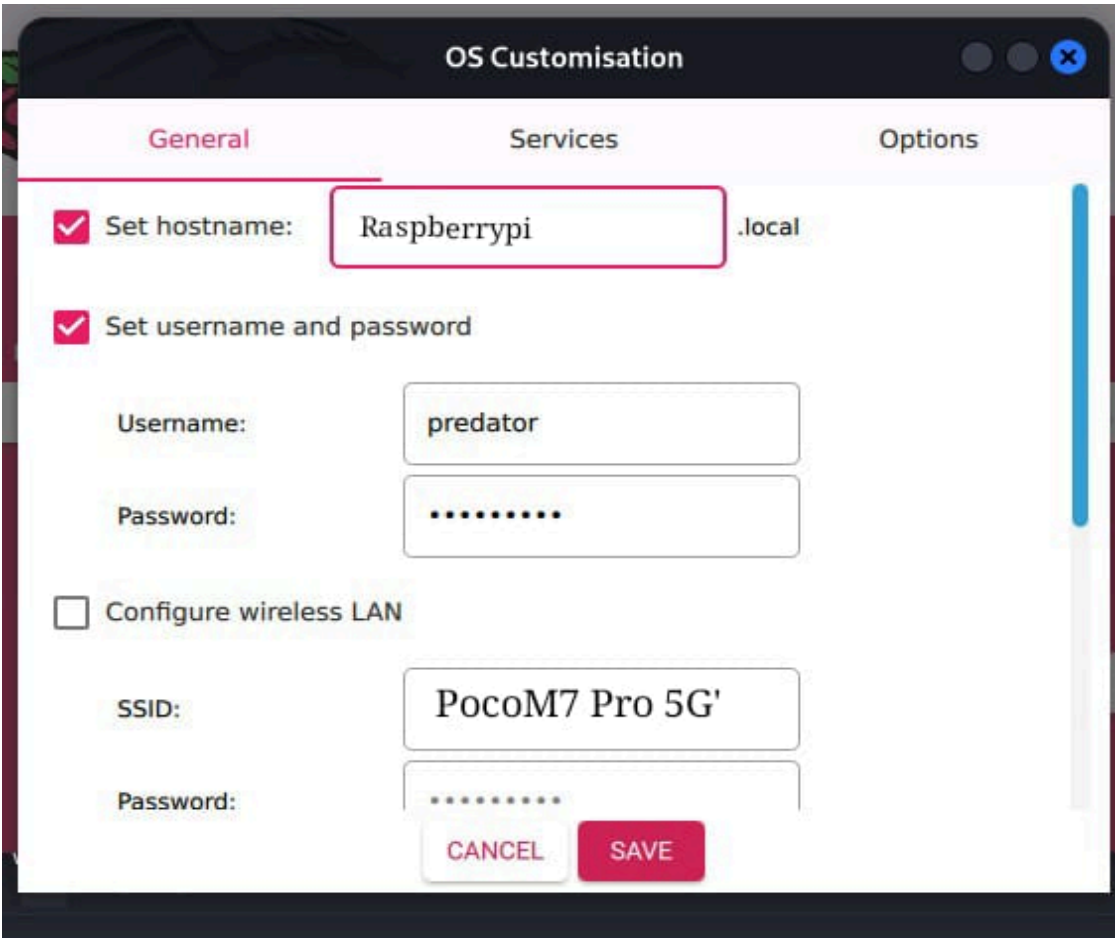 OS Customisation
General Services Options
Set hostname: Raspberrypi .local
Set username and password
Username: predator
Password: •••••••••
Configure wireless LAN
SSID: PocoM7 Pro 5G'
Password: •••••••••
CANCEL SAVE